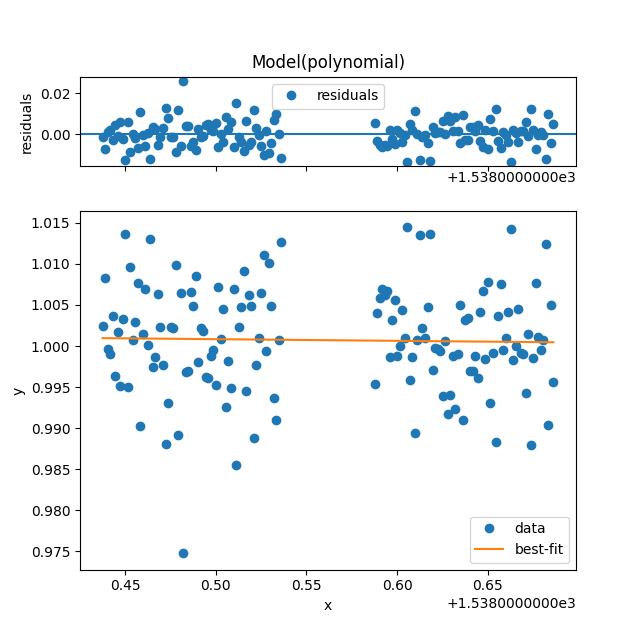 Model(polynomial)
residuals
0.02
0.00
residuals
+1.5380000000e3
y
1.015
1.010
1.005
1.000
0.995
0.990
0.985
0.980
0.975
data
best-fit
0.45 0.50 0.55 0.60 0.65
x
+1.5380000000e3